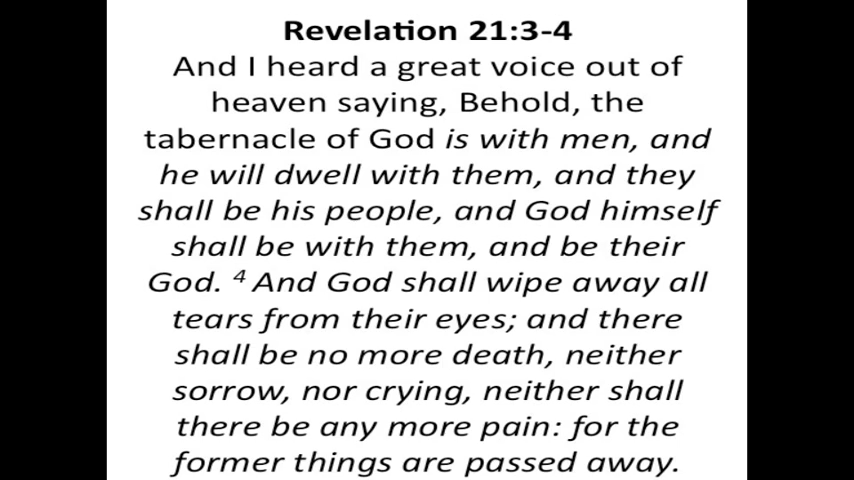 Revelation 21:3-4
And I heard a great voice out of
heaven saying, Behold, the
tabernacle of God is with men, and
he will dwell with them, and they
shall be his people, and God himself
shall be with them, and be their
God. 4 And God shall wipe away all
tears from their eyes; and there
shall be no more death, neither
sorrow, nor crying, neither shall
there be any more pain: for the
former things are passed away.